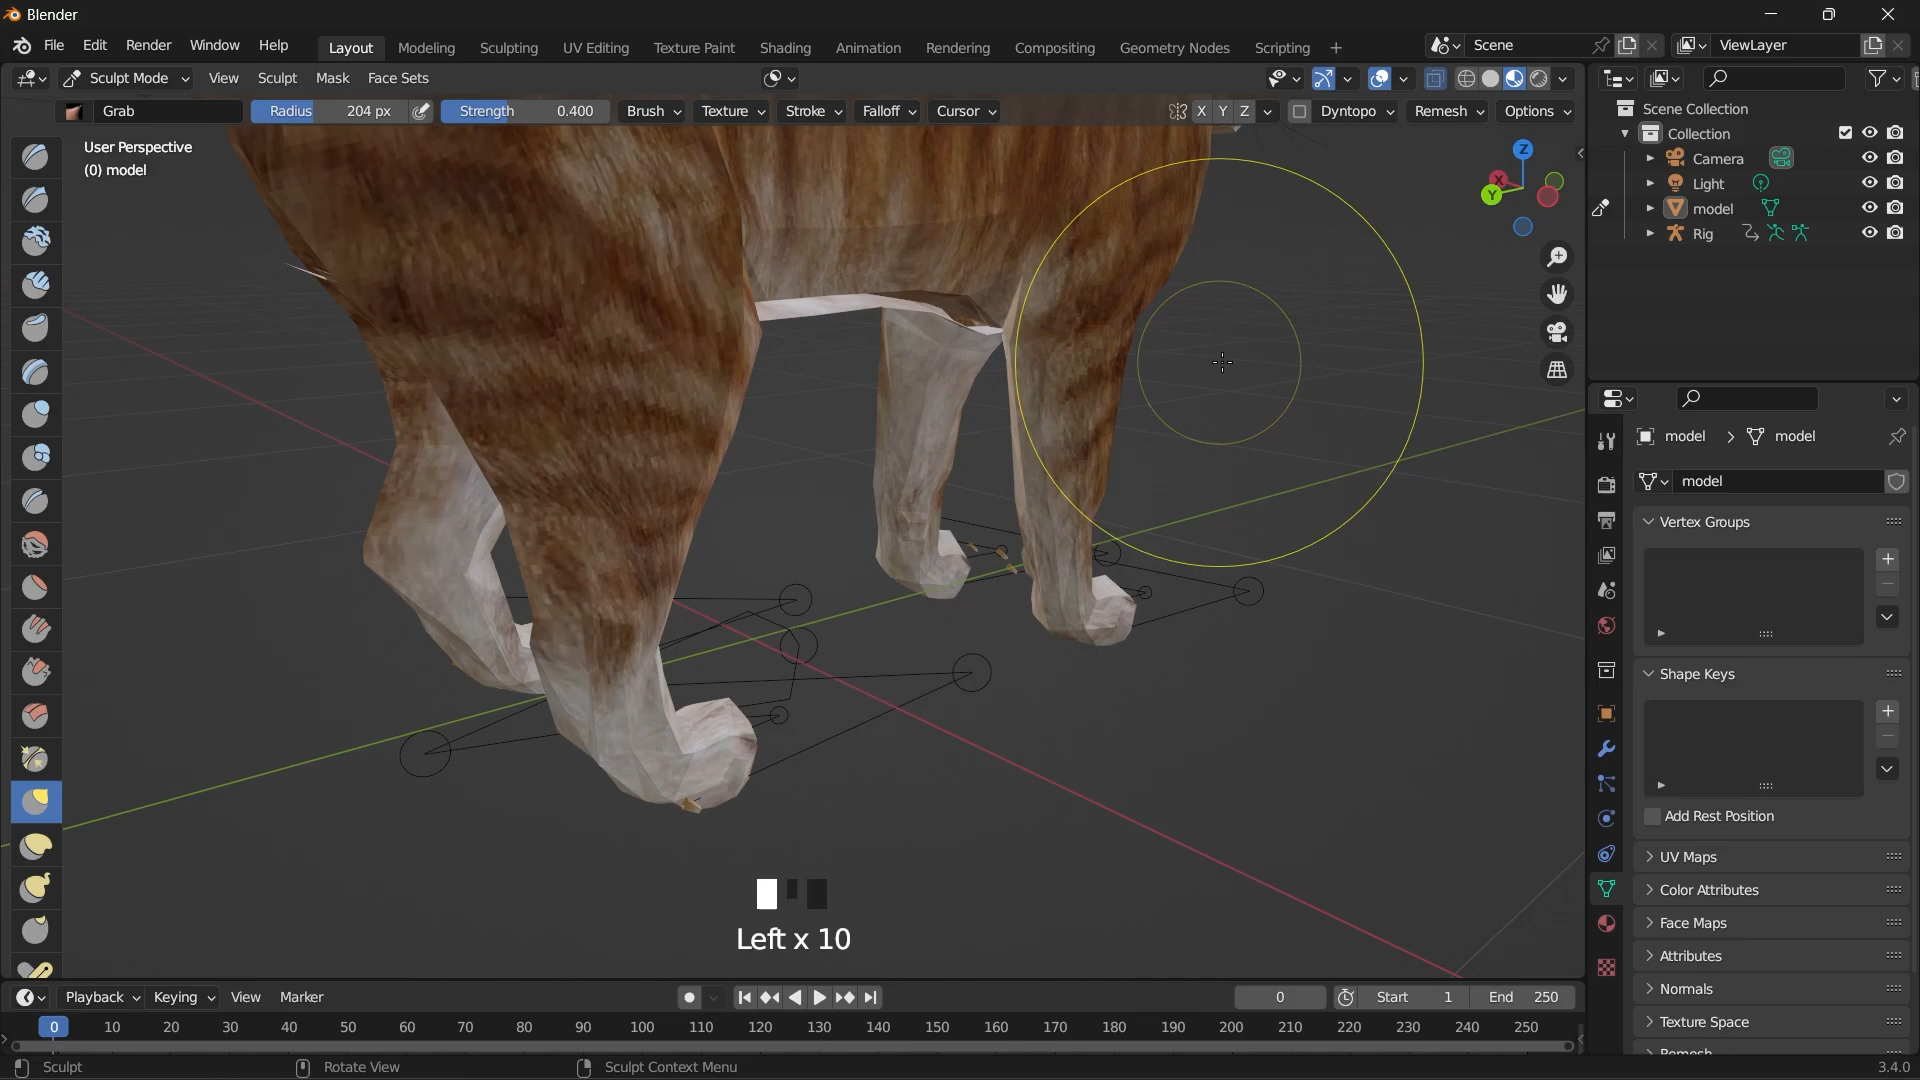 Blender
File Edit Render Window Help Layout Modeling Sculpting UV Editing Texture Paint Shading Animation Rendering Compositing Geometry Nodes Scripting + Scene ViewLayer
Sculpt Mode View Sculpt Mask Face Sets
Grab Radius 204 px Strength 0.400 Brush Texture Stroke Falloff Cursor X Y Z Dyntopo Remesh Options
User Perspective
(0) model
Z
X
Y
Scene Collection
Collection
Camera
Light
model
Rig
model > model
model
Vertex Groups
Shape Keys
Add Rest Position
UV Maps
Color Attributes
Face Maps
Attributes
Normals
Texture Space
Remesh
Left x 10
Playback Keying View Marker 0 Start 1 End 250
0 10 20 30 40 50 60 70 80 90 100 110 120 130 140 150 160 170 180 190 200 210 220 230 240 250
Sculpt Rotate View Sculpt Context Menu 3.4.0